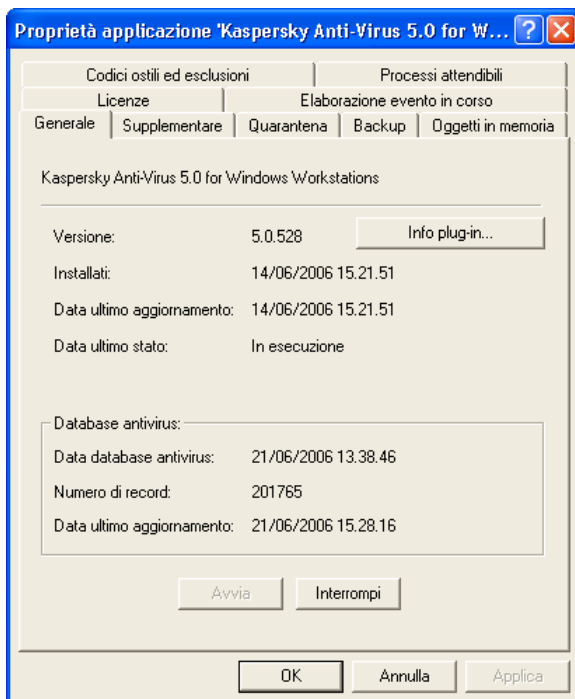 Proprietà applicazione 'Kaspersky Anti-Virus 5.0 for W...
Codici ostili ed esclusioni Processi attendibili
Licenze Elaborazione evento in corso
Generale Supplementare Quarantena Backup Oggetti in memoria
Kaspersky Anti-Virus 5.0 for Windows Workstations
Versione: 5.0.528 Info plug-in...
Installati: 14/06/2006 15.21.51
Data ultimo aggiornamento: 14/06/2006 15.21.51
Data ultimo stato: In esecuzione
Database antivirus:
Data database antivirus: 21/06/2006 13.38.46
Numero di record: 201765
Data ultimo aggiornamento: 21/06/2006 15.28.16
Avvia Interrompi
OK Annulla Applica